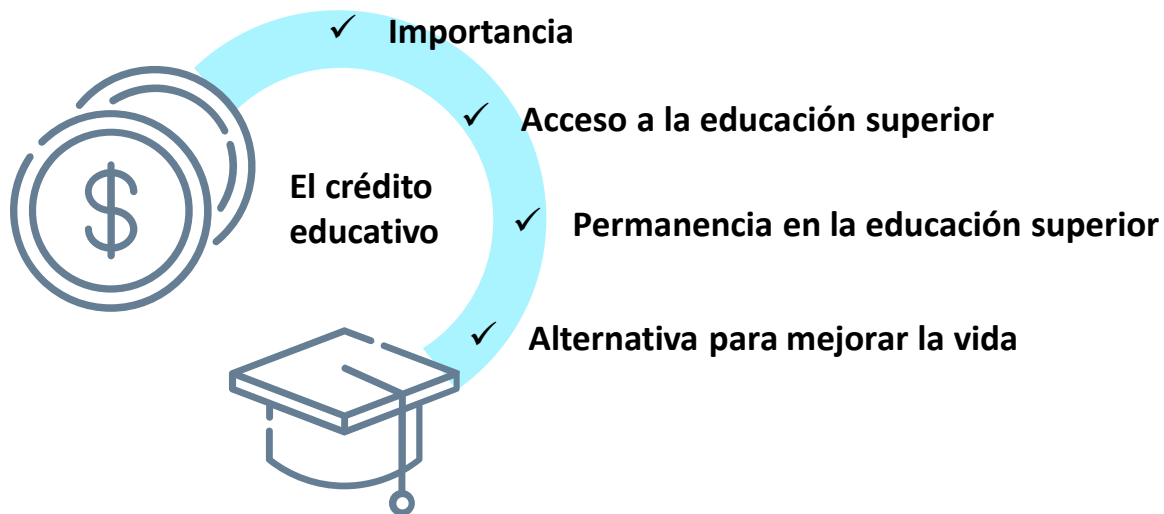 ✓ Importancia
✓ Acceso a la educación superior
El crédito
educativo
✓ Permanencia en la educación superior
✓ Alternativa para mejorar la vida
$